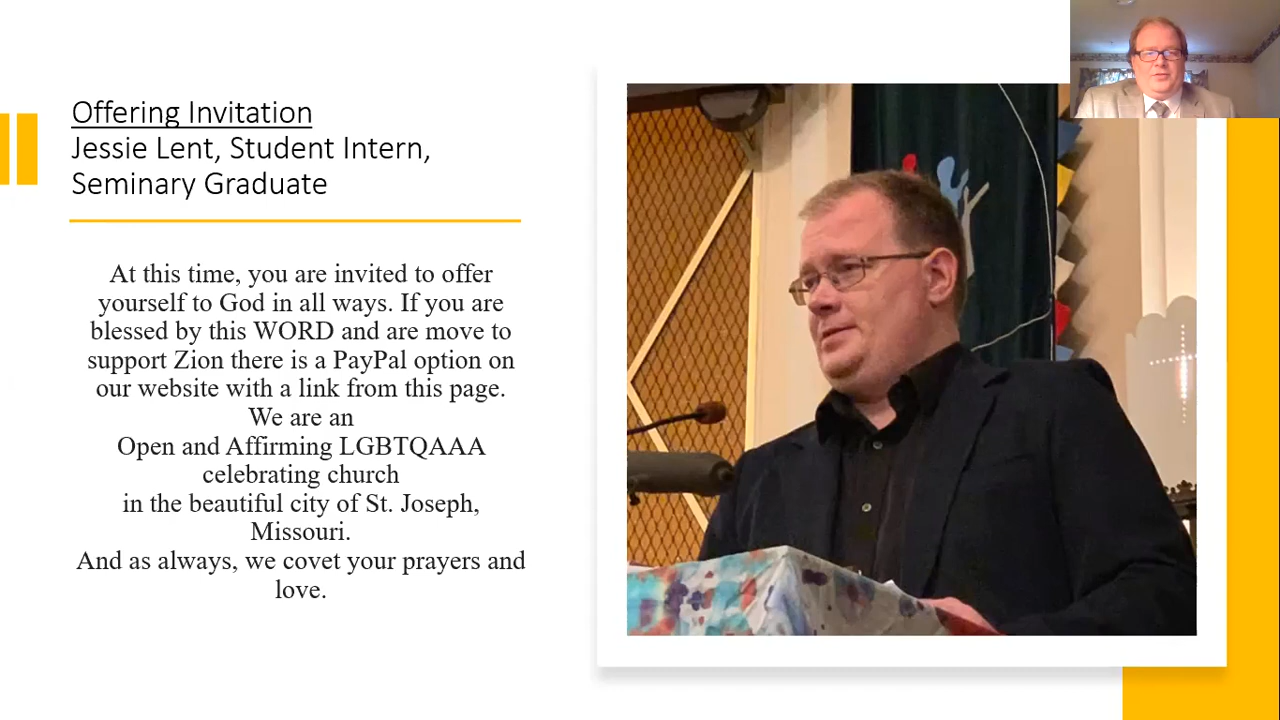 Offering Invitation
Jessie Lent, Student Intern,
Seminary Graduate
At this time, you are invited to offer
yourself to God in all ways. If you are
blessed by this WORD and are move to
support Zion there is a PayPal option on
our website with a link from this page.
We are an
Open and Affirming LGBTQAAA
celebrating church
in the beautiful city of St. Joseph,
Missouri.
And as always, we covet your prayers and
love.